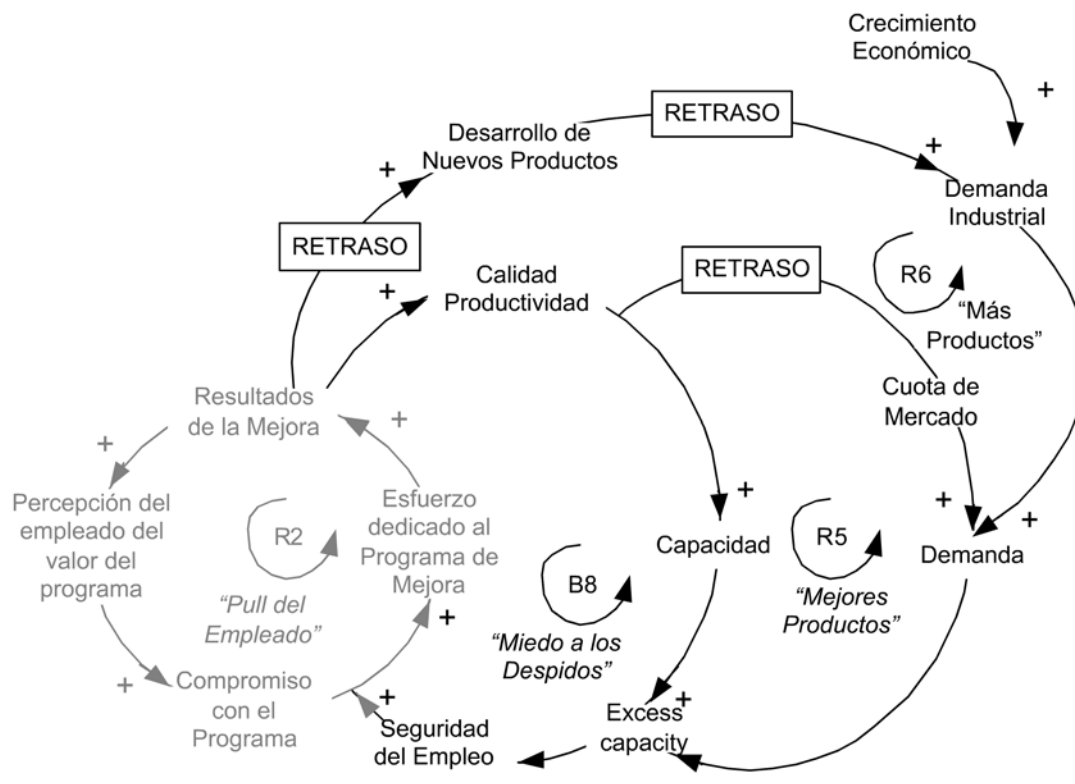 Crecimiento
Económico
+
RETRASO
Desarrollo de
Nuevos Productos
+
+
Demanda
Industrial
RETRASO
+
Calidad
Productividad
RETRASO
R6
“Más
Productos”
Resultados
de la Mejora
+
+
Cuota de
Mercado
Percepción del
empleado del
valor del
programa
R2
“Pull del
Empleado”
Esfuerzo
dedicado al
Programa de
Mejora
+
+
+
Capacidad
R5
“Mejores
Productos”
Demanda
B8
“Miedo a los
Despidos”
+
+
Compromiso
con el
Programa
+
Seguridad
del Empleo
+
Excess
capacity